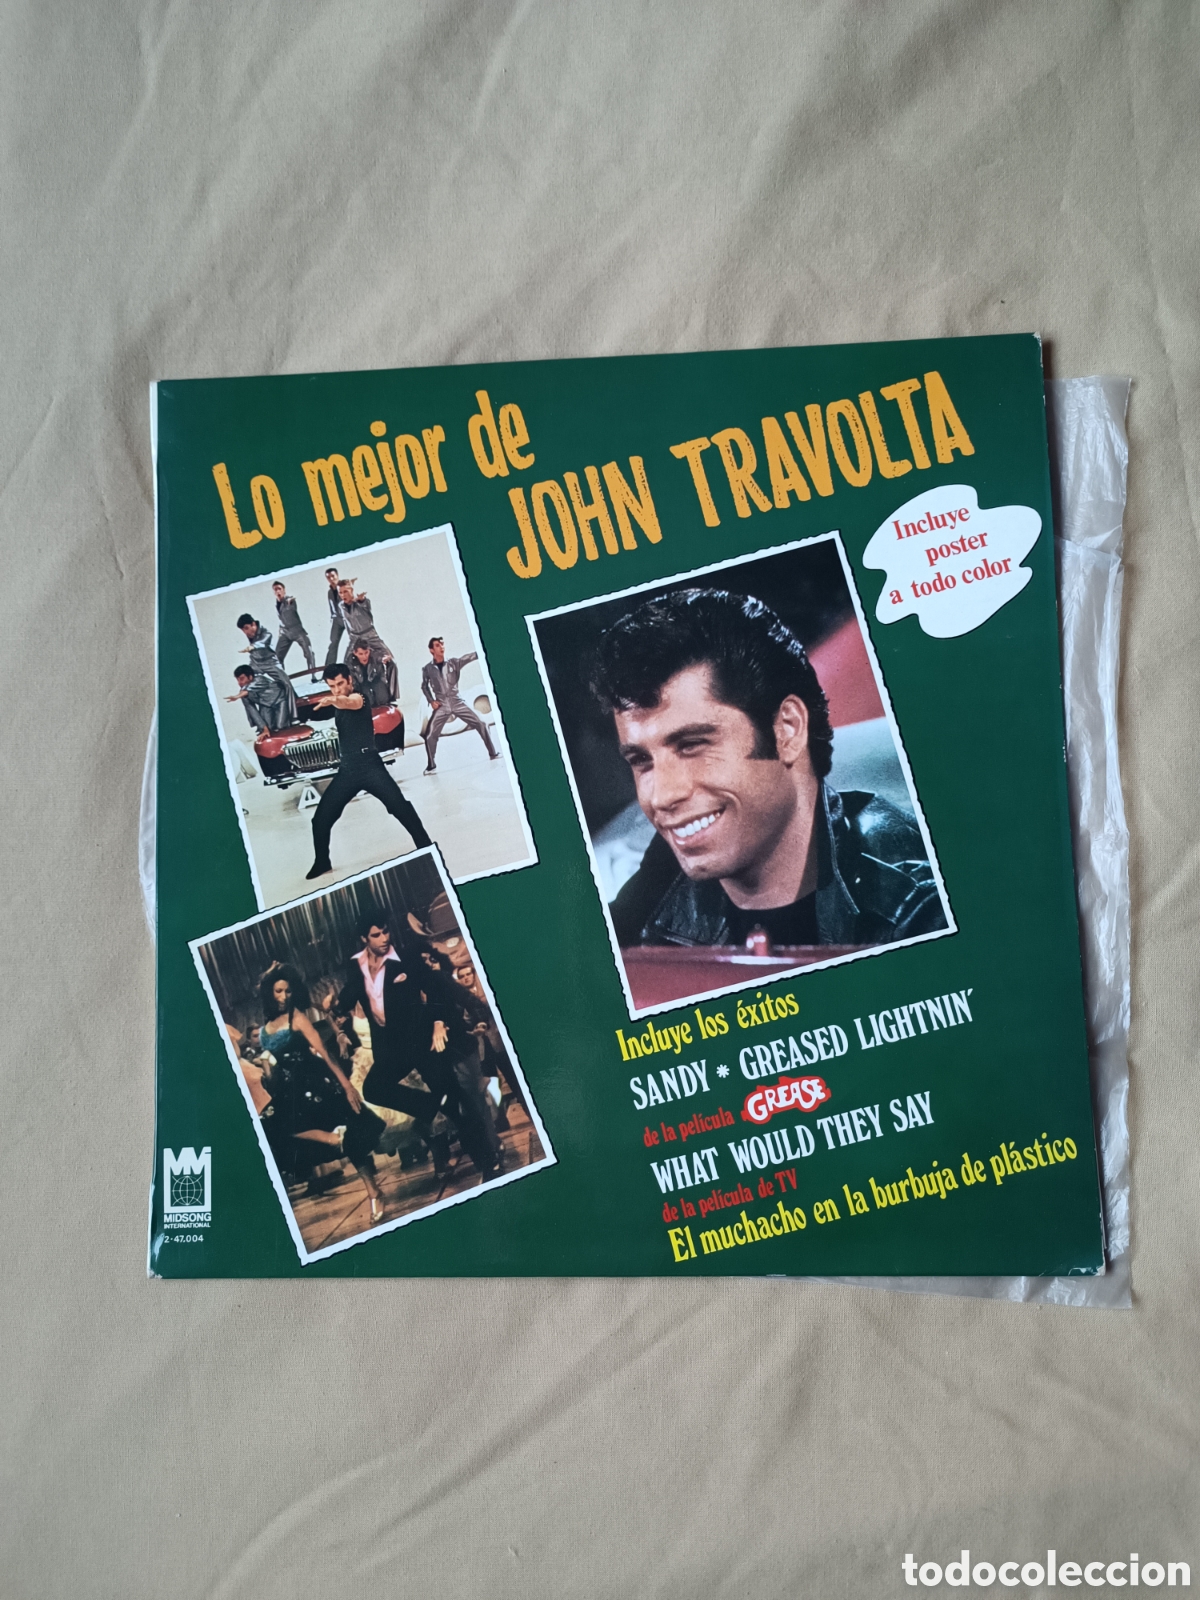 Lo mejor de
JOHN TRAVOLTA
Incluye
poster
a todo color
Incluye los éxitos
SANDY * GREASED LIGHTNIN'
de la película GREASE
WHAT WOULD THEY SAY
de la película de TV
El muchacho en la burbuja de plástico
MIDSONG
INTERNATIONAL
2-47.004
todocoleccion